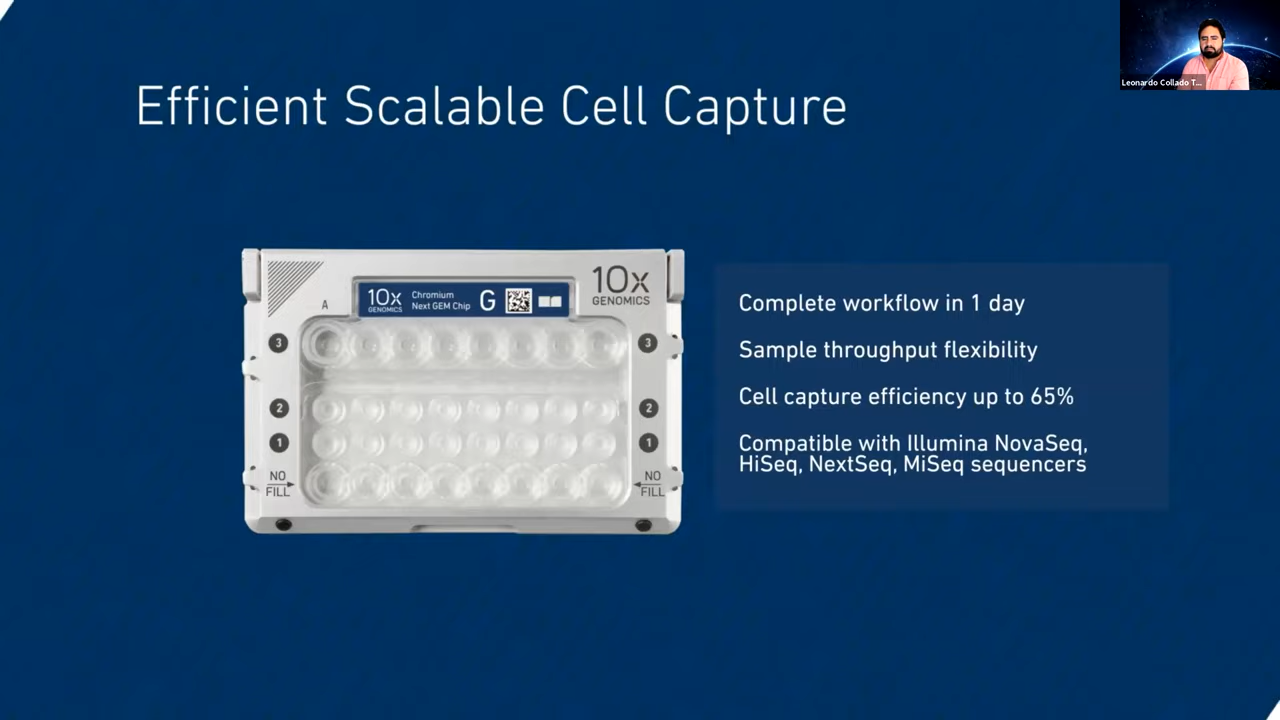 Leonardo Collado T...
Efficient Scalable Cell Capture
A
10x
GENOMICS
Chromium
Next GEM Chip
G
10x
GENOMICS
3
3
2
2
1
1
NO
FILL
NO
FILL
Complete workflow in 1 day
Sample throughput flexibility
Cell capture efficiency up to 65%
Compatible with Illumina NovaSeq,
HiSeq, NextSeq, MiSeq sequencers